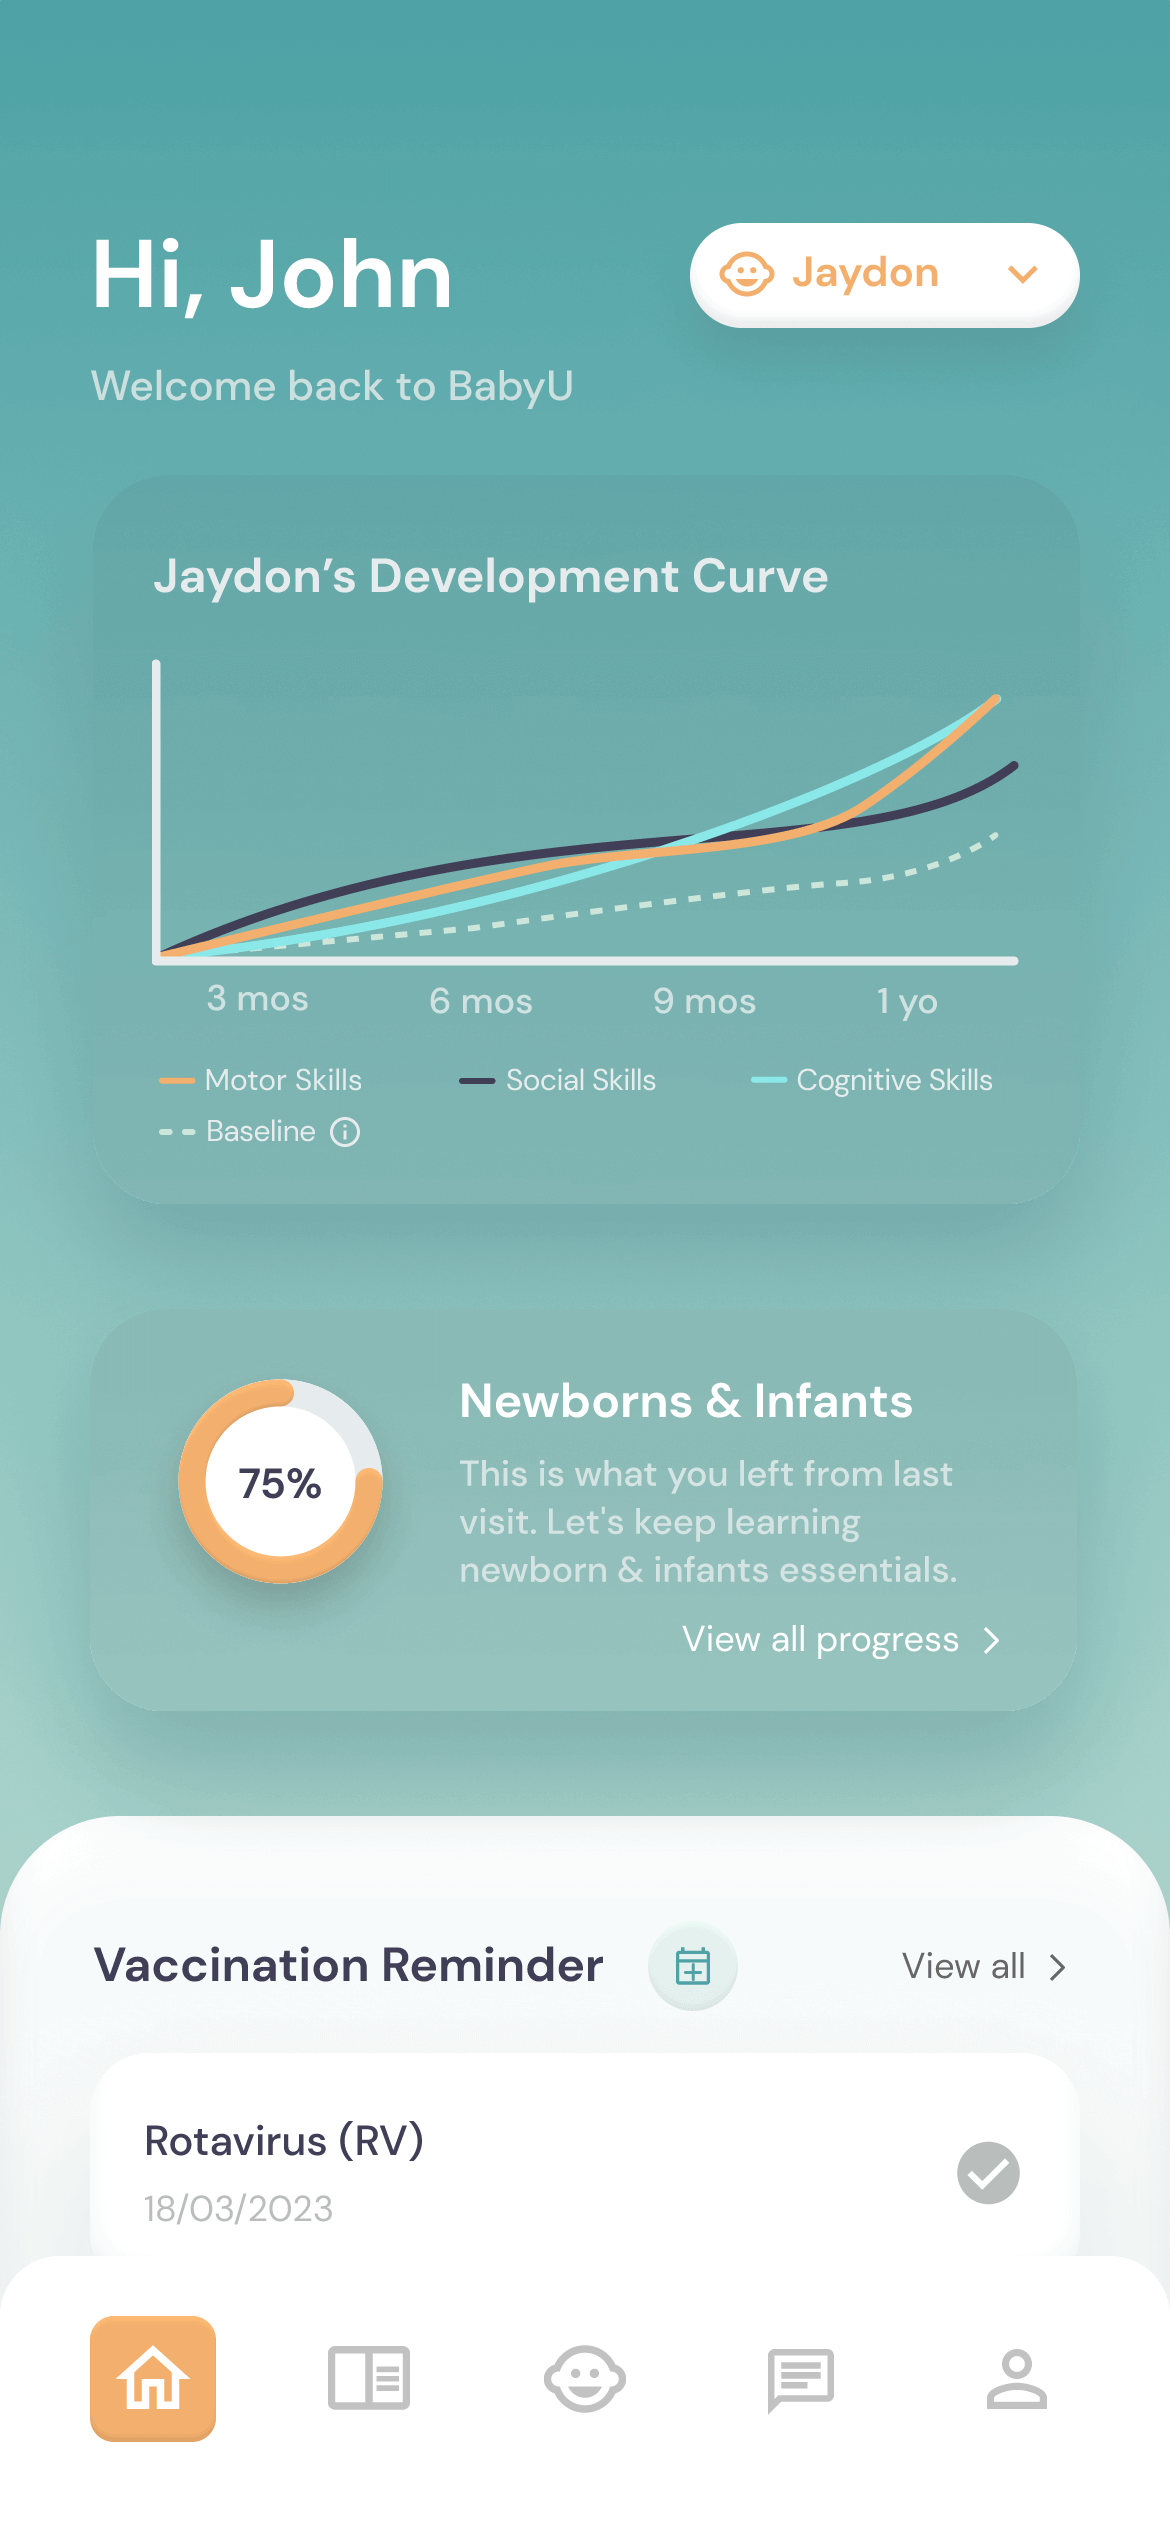 Hi, John
Jaydon
Welcome back to BabyU
Jaydon’s Development Curve
3 mos
6 mos
9 mos
1 yo
Motor Skills
Social Skills
Cognitive Skills
Baseline
75%
Newborns & Infants
This is what you left from last
visit. Let's keep learning
newborn & infants essentials.
View all progress
Vaccination Reminder
View all
Rotavirus (RV)
18/03/2023